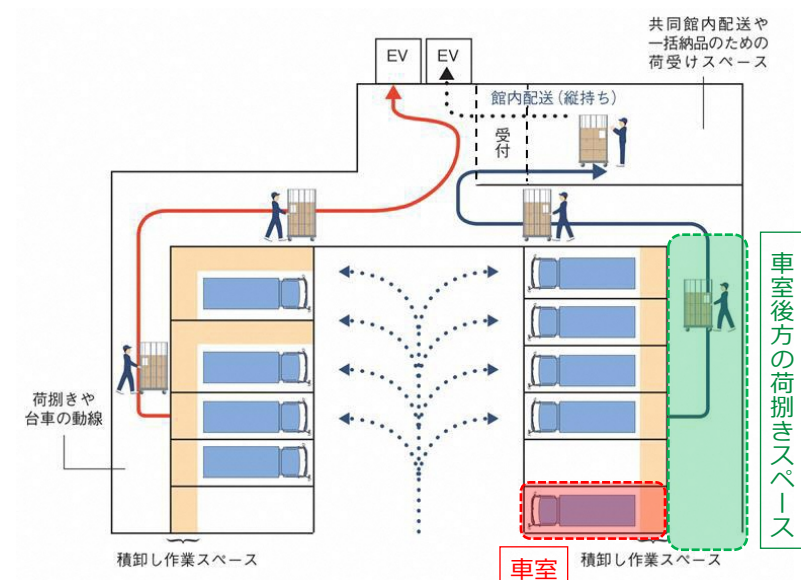 共同館内配送や
一括納品のための
荷受けスペース
EV
EV
館内配送(縦持ち)
受付
車室後方の荷捌きスペース
荷捌きや
台車の動線
積卸し作業スペース
車室
積卸し作業スペース